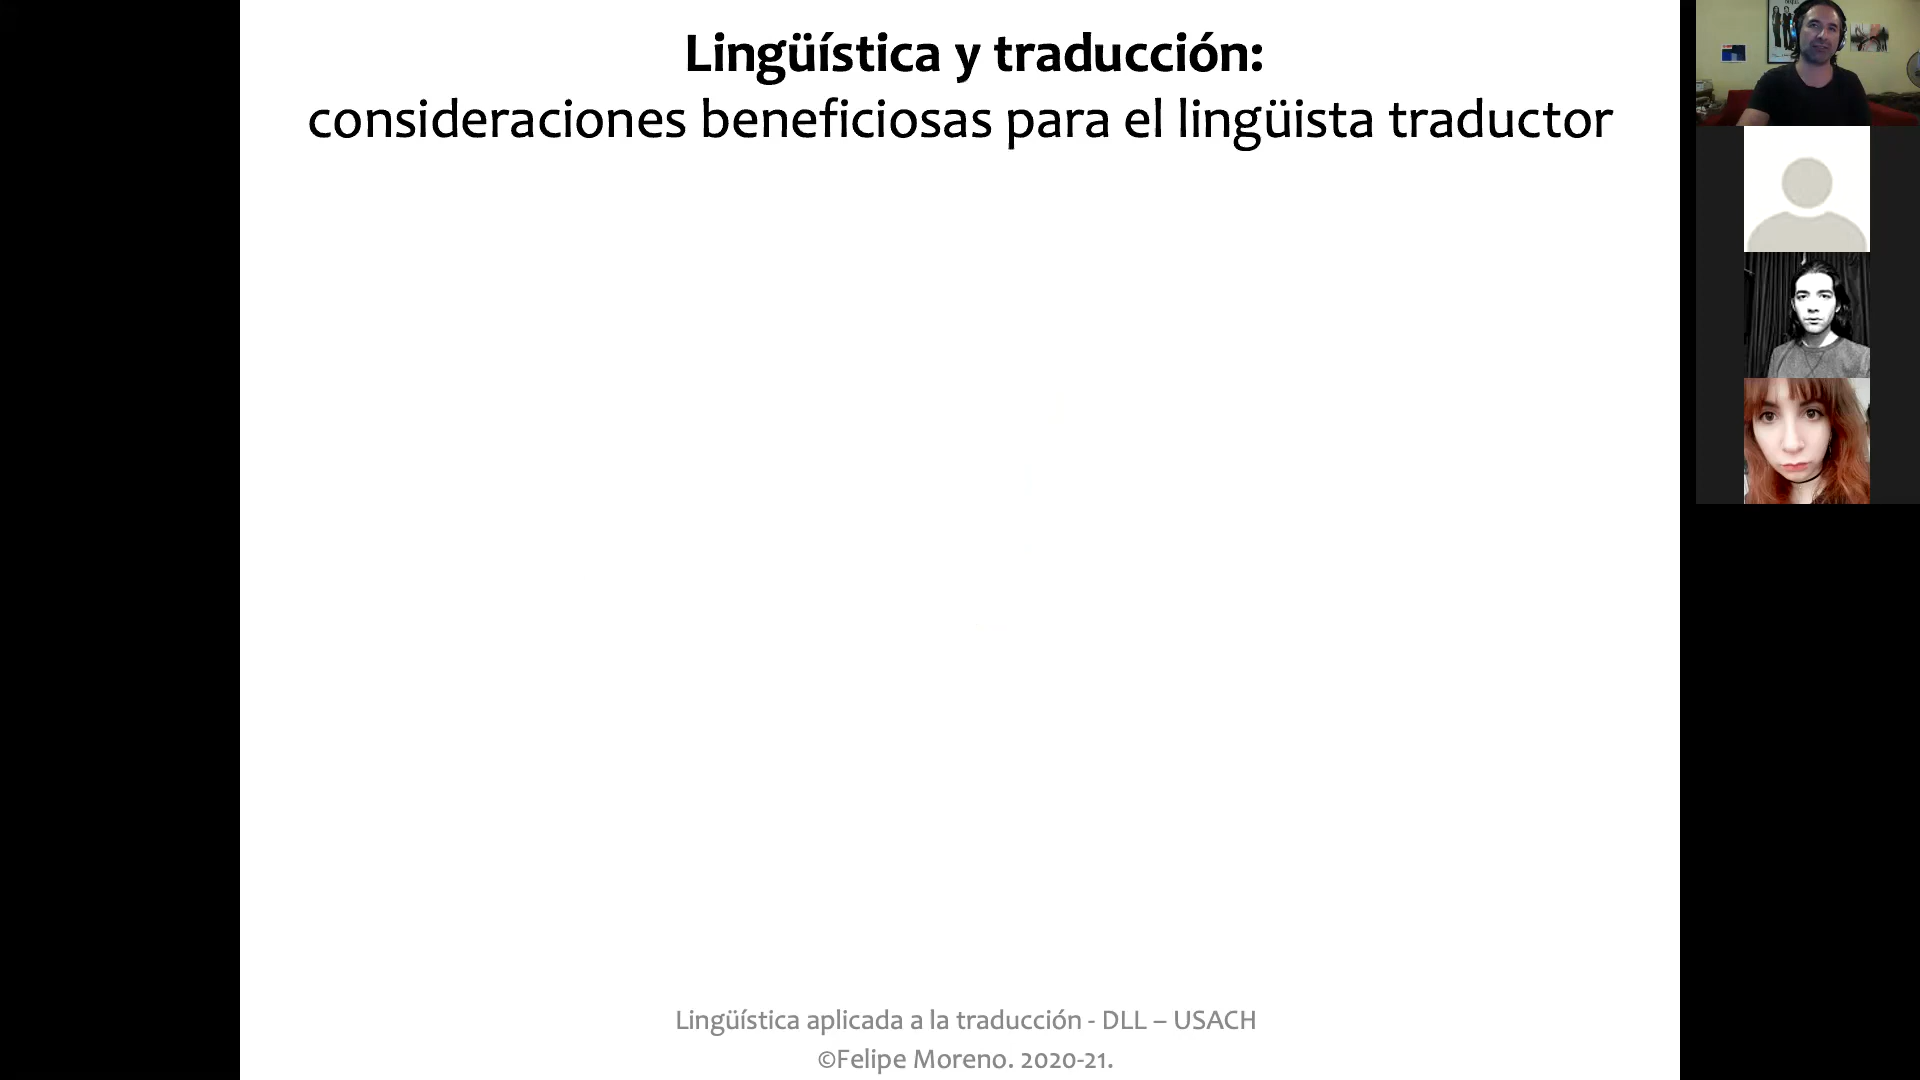 Lingüística y traducción:
consideraciones beneficiosas para el lingüista traductor
Lingüística aplicada a la traducción - DLL – USACH
©Felipe Moreno. 2020-21.